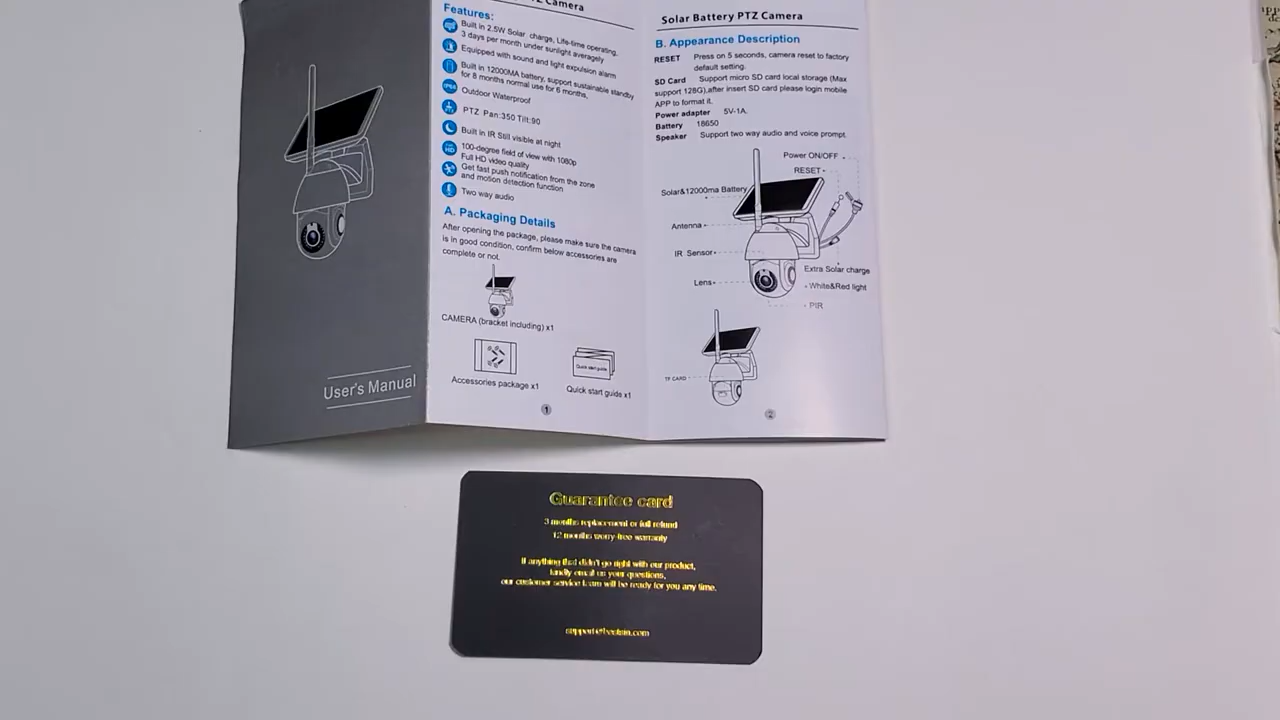 User's Manual
Camera
Features:
Built in 2.5W Solar charge, Life-time operating,
3 days per month under sunlight averagely
Equipped with sound and light expulsion alarm
Built in 12000MA battery, support sustainable standby
for 8 months normal use for 6 months,
IP66
Outdoor Waterproof
PTZ Pan:350 Tilt:90
Built in IR Still visible at night
HD
100-degree field of view with 1080p
Full HD video quality
Get fast push notification from the zone
and motion detection function
Two way audio
A. Packaging Details
After opening the package, please make sure the camera
is in good condition, confirm below accessories are
complete or not.
CAMERA (bracket including) x1
Accessories package x1
Quick start guide
Quick start guide x1
1
Solar Battery PTZ Camera
B. Appearance Description
RESET Press on 5 seconds, camera reset to factory
default setting.
SD Card Support micro SD card local storage (Max
support 128G),after insert SD card please login mobile
APP to format it.
Power adapter 5V-1A.
Battery 18650
Speaker Support two way audio and voice prompt.
Power ON/OFF
RESET
Solar&12000ma Battery
Antenna
IR Sensor
Extra Solar charge
Lens
White&Red light
PIR
TF CARD
2
Guarantee card
3 months replacement or full refund
12 months worry-free warranty
If anything that didn't go right with our product,
kindly email us your questions,
our customer service team will be ready for you any time.